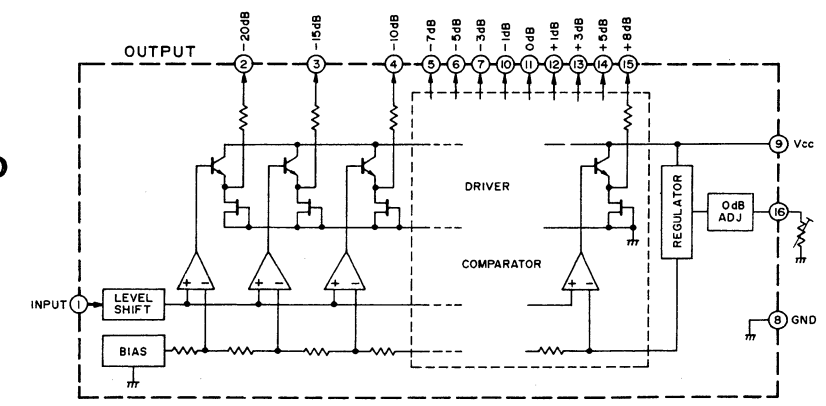 -20dB
-15dB
-10dB
-7dB
-5dB
-3dB
-1dB
0dB
+1dB
+3dB
+5dB
+8dB
OUTPUT
2
3
4
5
6
7
10
11
12
13
14
15
9 Vcc
DRIVER
REGULATOR
0dB
ADJ
16
COMPARATOR
+ -
+ -
+ -
+ -
INPUT 1
LEVEL
SHIFT
8 GND
BIAS